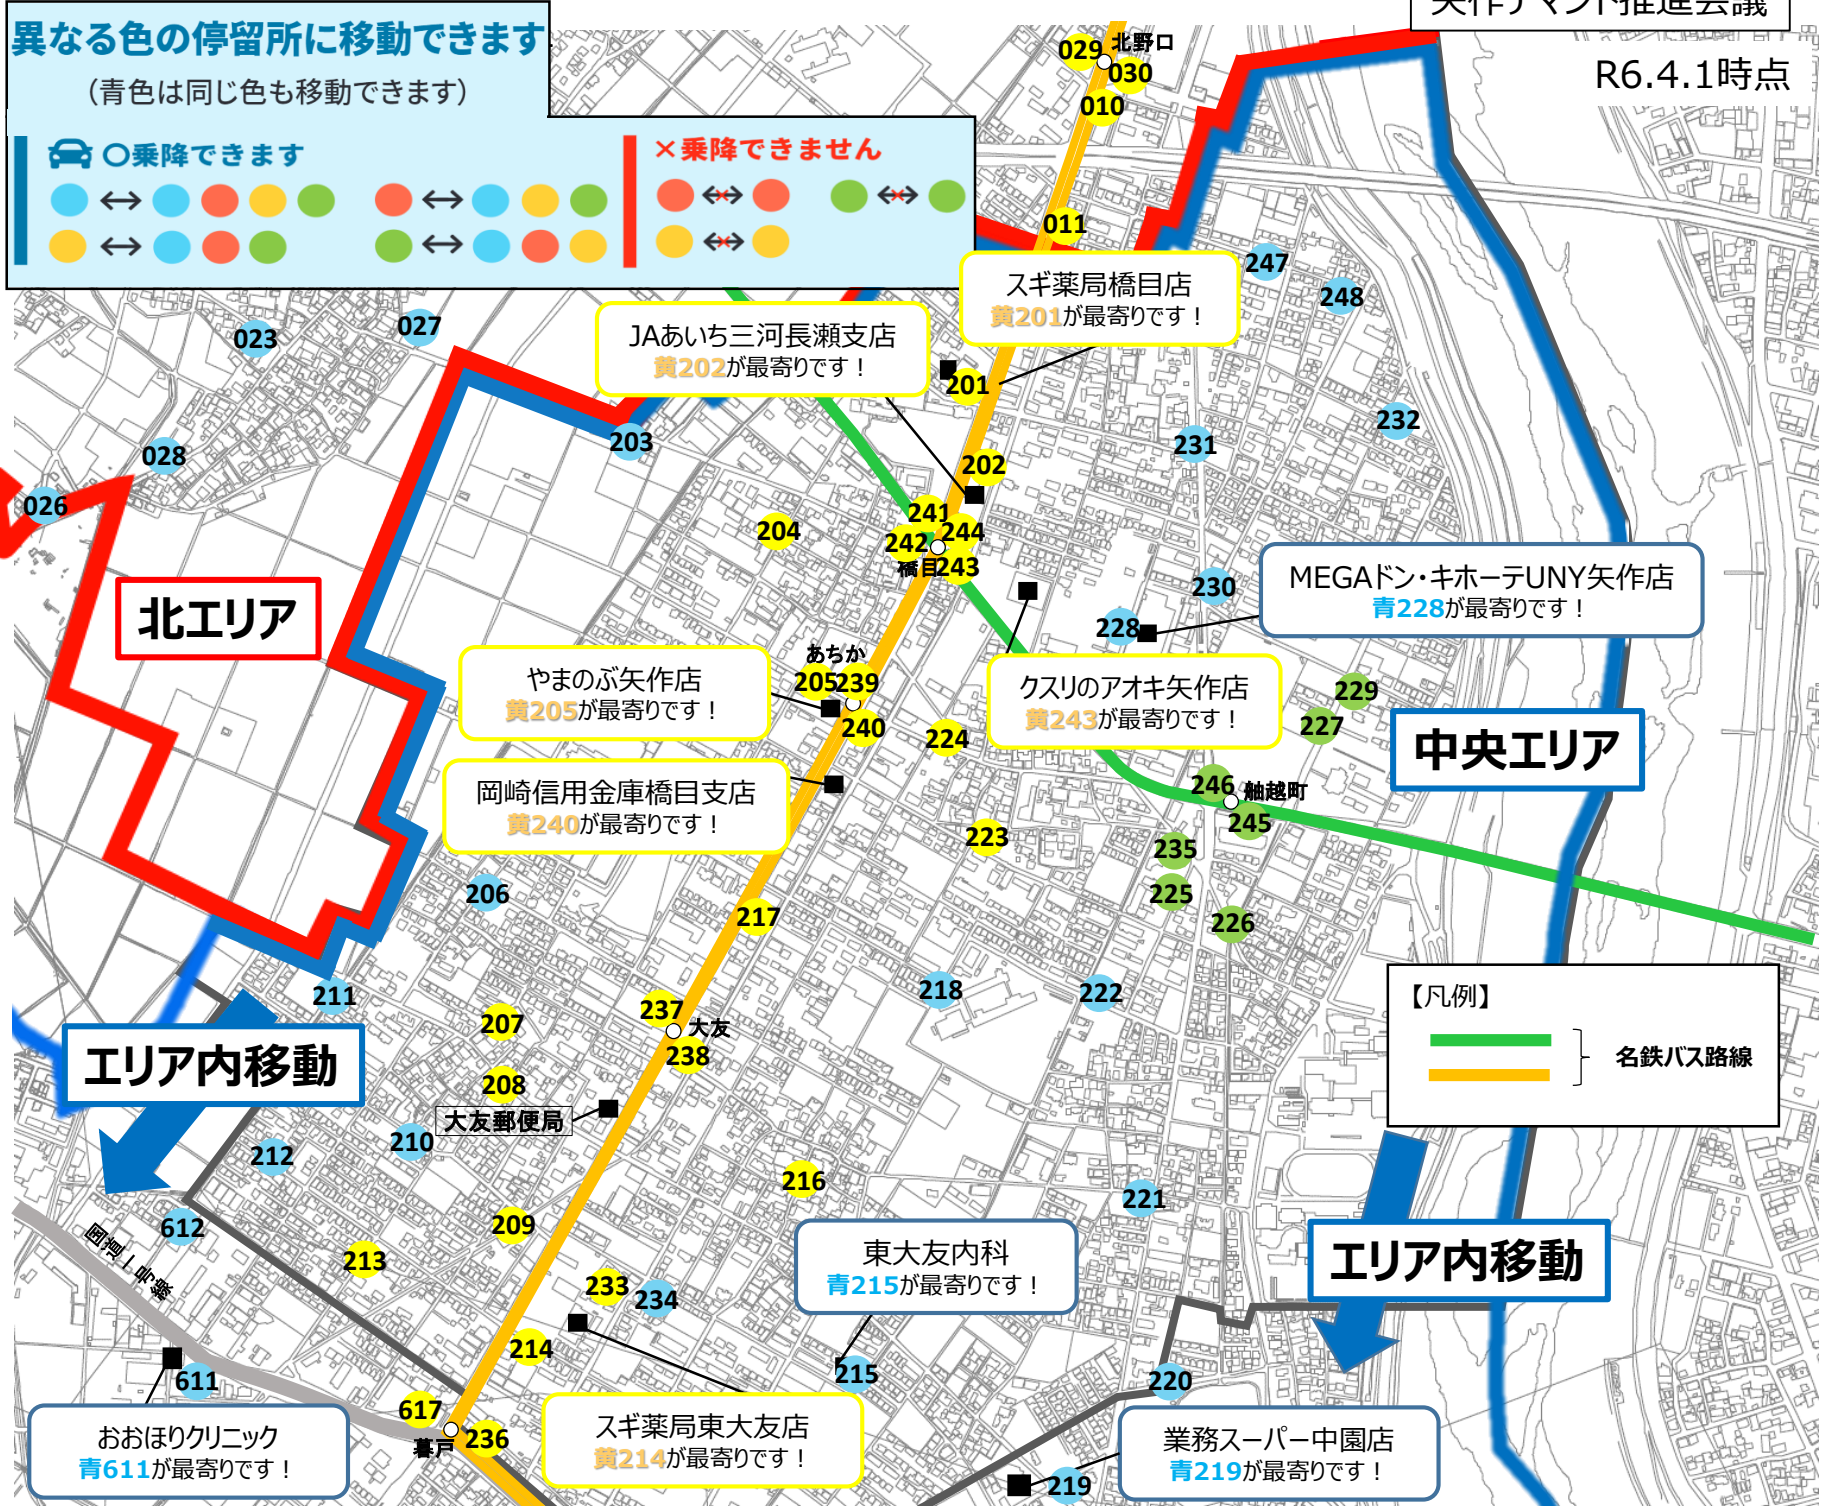 矢作デマンド推進会議
R6.4.1時点
異なる色の停留所に移動できます
（青色は同じ色も移動できます）
〇乗降できます
×乗降できません
029
北野口
030
010
011
247
248
スギ薬局橋目店
黄201が最寄りです！
JAあいち三河長瀬支店
黄202が最寄りです！
023
027
201
028
203
232
231
202
026
241
204
242
244
橋目
243
北エリア
MEGAドン・キホーテUNY矢作店
青228が最寄りです！
230
228
あちか
205
239
やまのぶ矢作店
黄205が最寄りです！
クスリのアオキ矢作店
黄243が最寄りです！
229
227
240
224
中央エリア
岡崎信用金庫橋目支店
黄240が最寄りです！
246
舳越町
245
223
235
206
225
217
226
211
218
222
【凡例】
名鉄バス路線
エリア内移動
207
237
大友
238
208
大友郵便局
210
212
216
221
612
209
国道一号線
213
東大友内科
青215が最寄りです！
エリア内移動
233
234
214
215
611
220
617
236
暮戸
おおほりクリニック
青611が最寄りです！
スギ薬局東大友店
黄214が最寄りです！
業務スーパー中園店
青219が最寄りです！
219